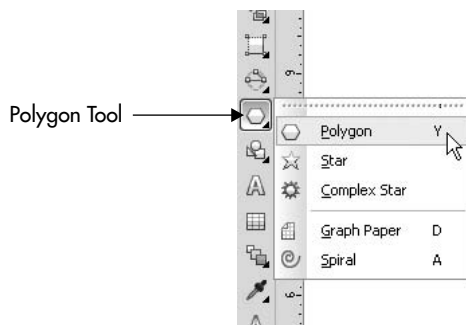 Polygon Tool
Polygon Y
Star
Complex Star
Graph Paper D
Spiral A